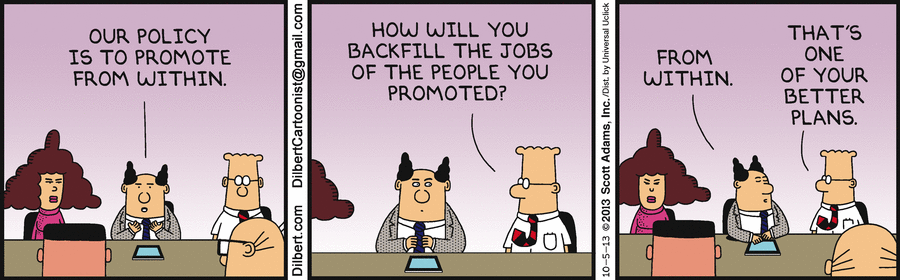 OUR POLICY
IS TO PROMOTE
FROM WITHIN.
Dilbert.com DilbertCartoonist@gmail.com
HOW WILL YOU
BACKFILL THE JOBS
OF THE PEOPLE YOU
PROMOTED?
10-5-13 ©2013 Scott Adams, Inc. /Dist. by Universal Uclick
FROM
WITHIN.
THAT'S
ONE
OF YOUR
BETTER
PLANS.